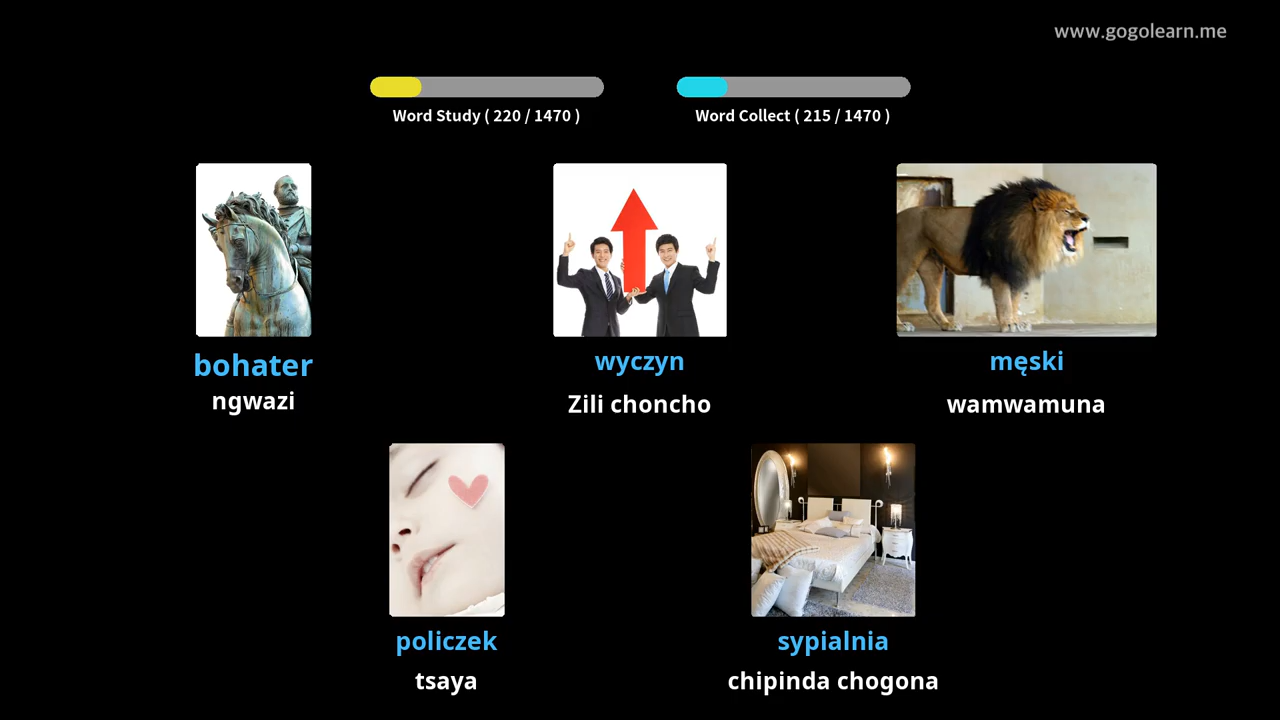 www.gogolearn.me
Word Study ( 220 / 1470 )
Word Collect ( 215 / 1470 )
bohater
ngwazi
wyczyn
Zili choncho
męski
wamwamuna
policzek
tsaya
sypialnia
chipinda chogona